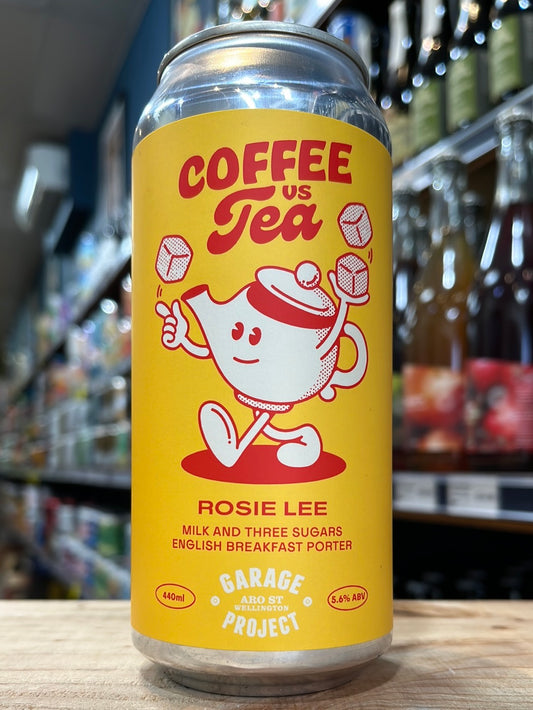 COFFEE
vs
Tea
ROSIE LEE
MILK AND THREE SUGARS
ENGLISH BREAKFAST PORTER
440ml
GARAGE
ARO ST
WELLINGTON
PROJECT
5.6% ABV